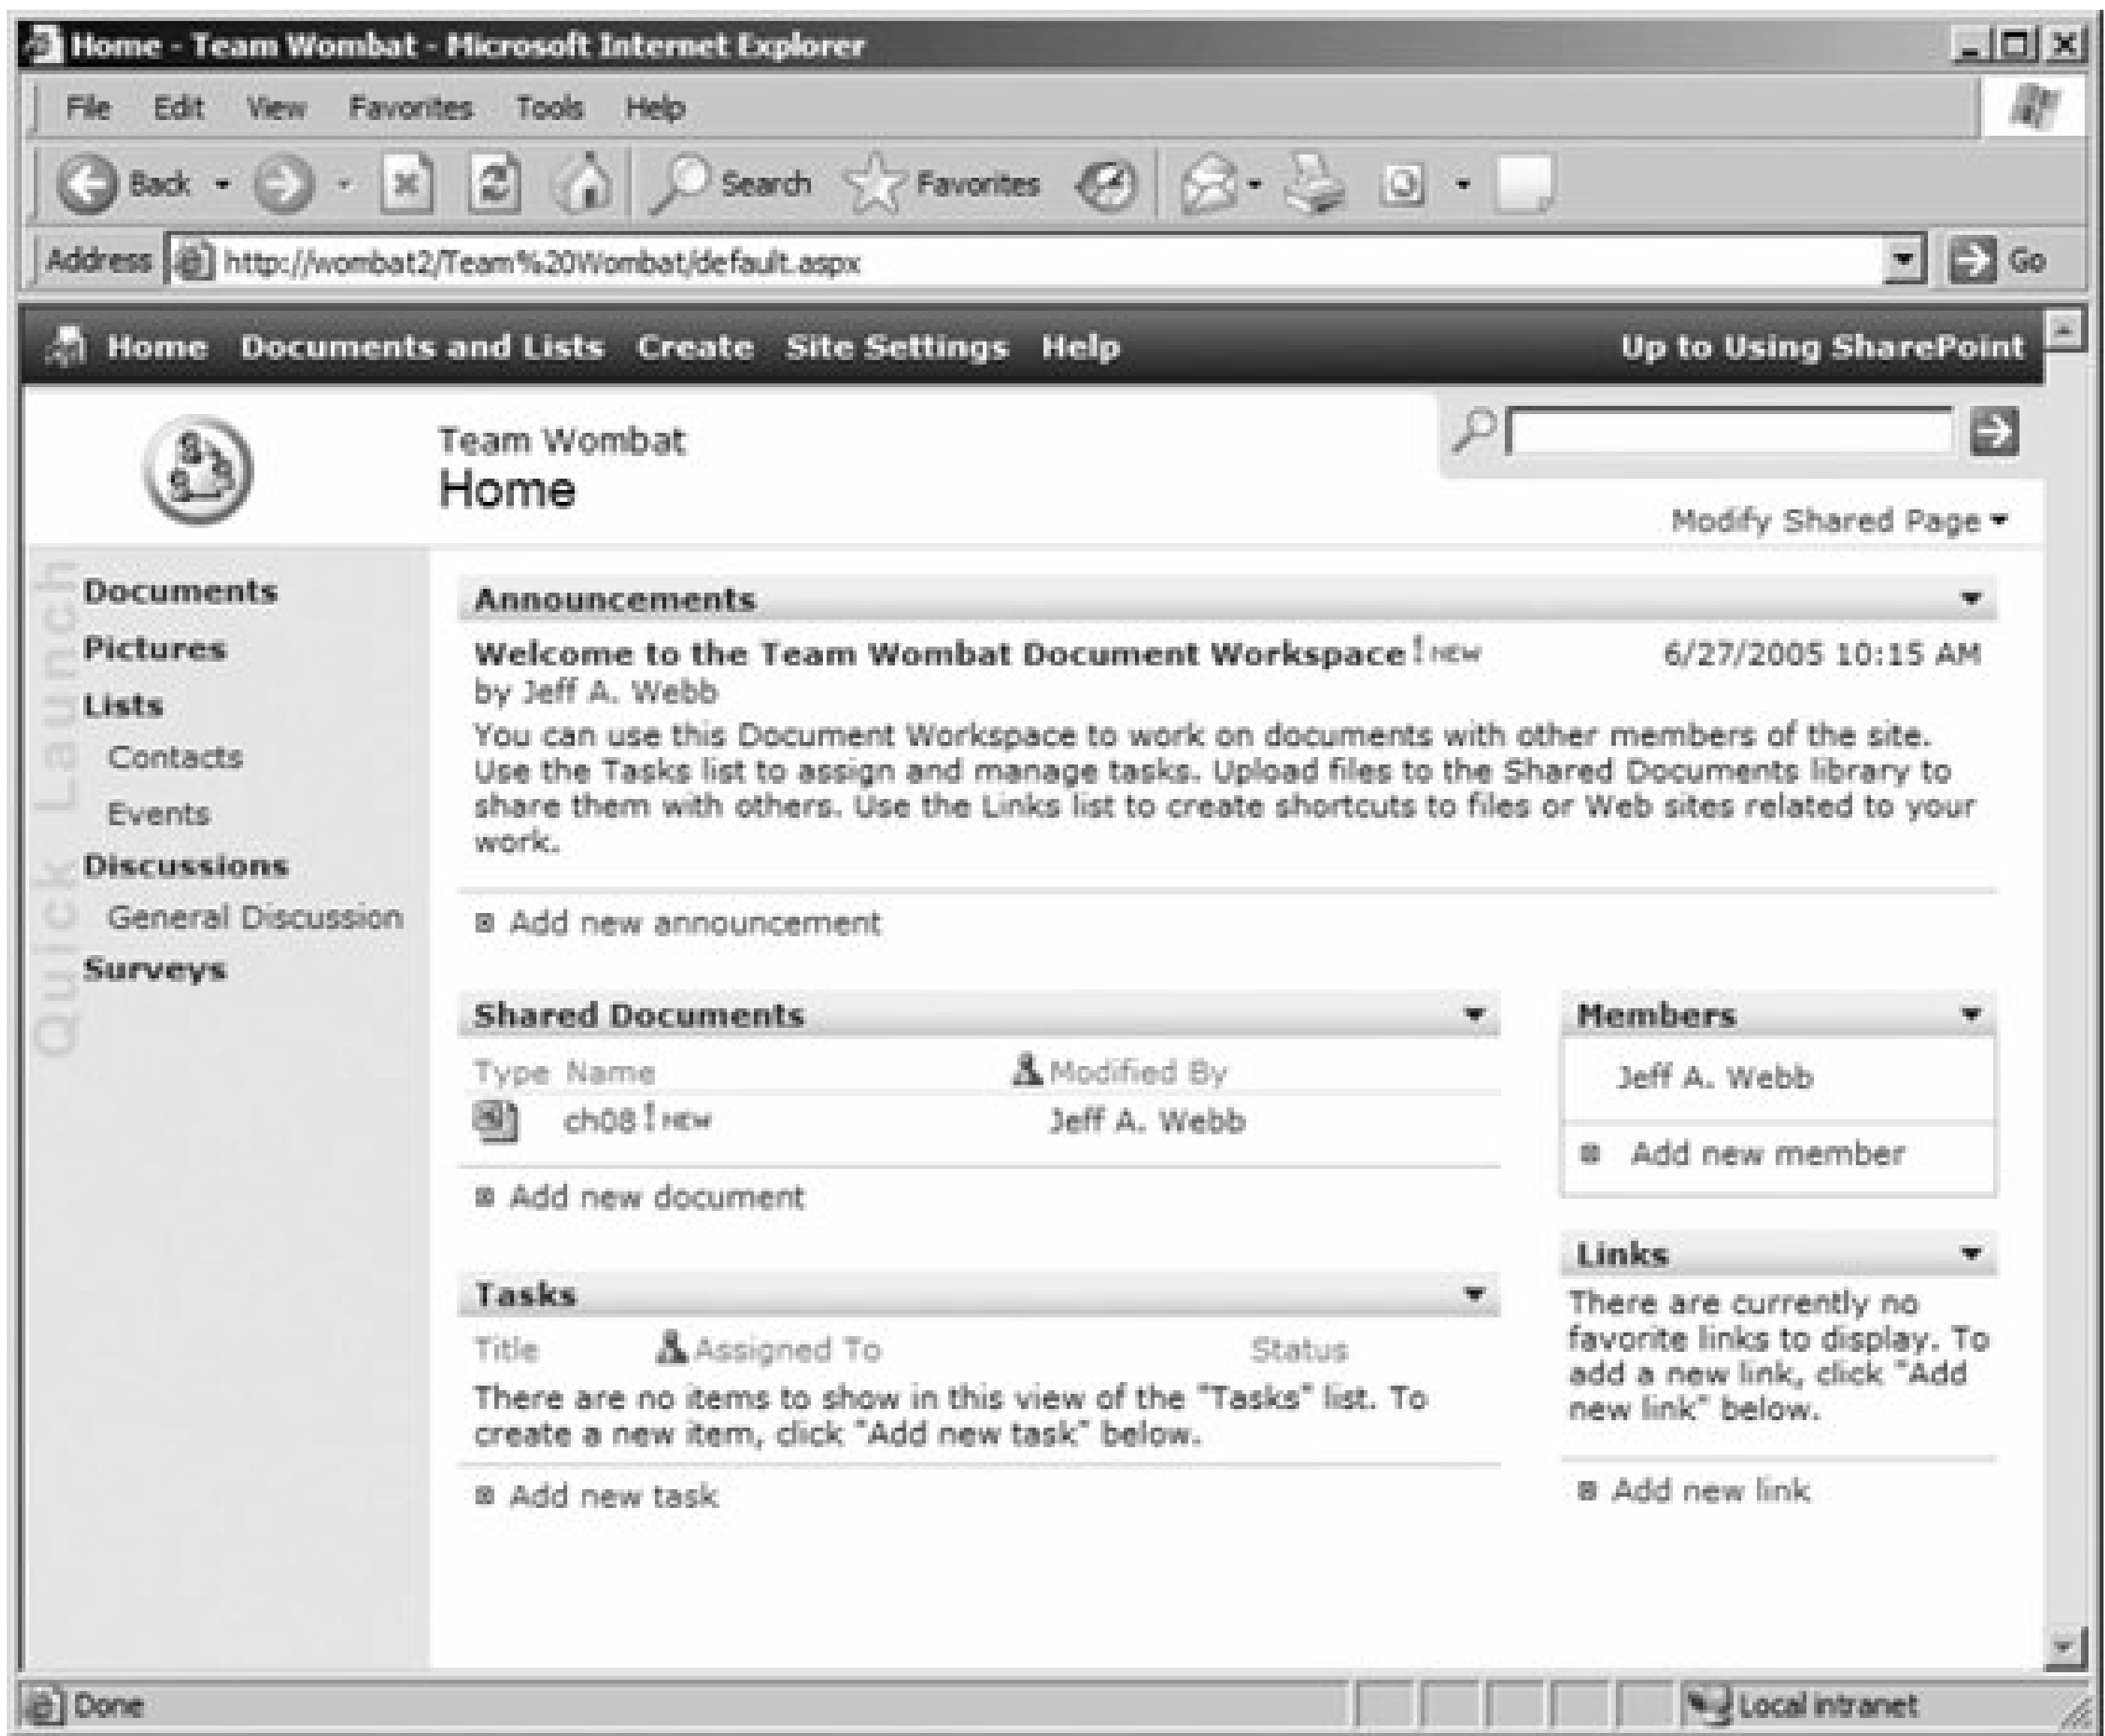 Home - Team Wombat - Microsoft Internet Explorer
File Edit View Favorites Tools Help
Back Search Favorites
Address http://wombat2/Team%20Wombat/default.aspx Go
Home Documents and Lists Create Site Settings Help Up to Using SharePoint
Team Wombat
Home
Modify Shared Page
Quick Launch
Documents
Pictures
Lists
Contacts
Events
Discussions
General Discussion
Surveys
Announcements
Welcome to the Team Wombat Document Workspace ! NEW 6/27/2005 10:15 AM
by Jeff A. Webb
You can use this Document Workspace to work on documents with other members of the site.
Use the Tasks list to assign and manage tasks. Upload files to the Shared Documents library to
share them with others. Use the Links list to create shortcuts to files or Web sites related to your
work.
Add new announcement
Shared Documents
Type Name Modified By
ch08 ! NEW Jeff A. Webb
Add new document
Tasks
Title Assigned To Status
There are no items to show in this view of the "Tasks" list. To
create a new item, click "Add new task" below.
Add new task
Members
Jeff A. Webb
Add new member
Links
There are currently no
favorite links to display. To
add a new link, click "Add
new link" below.
Add new link
Done Local intranet